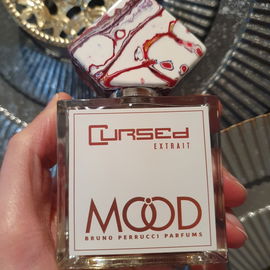 CURSEd
EXTRAIT
MOOD
BRUNO PERRUCCI PARFUMS